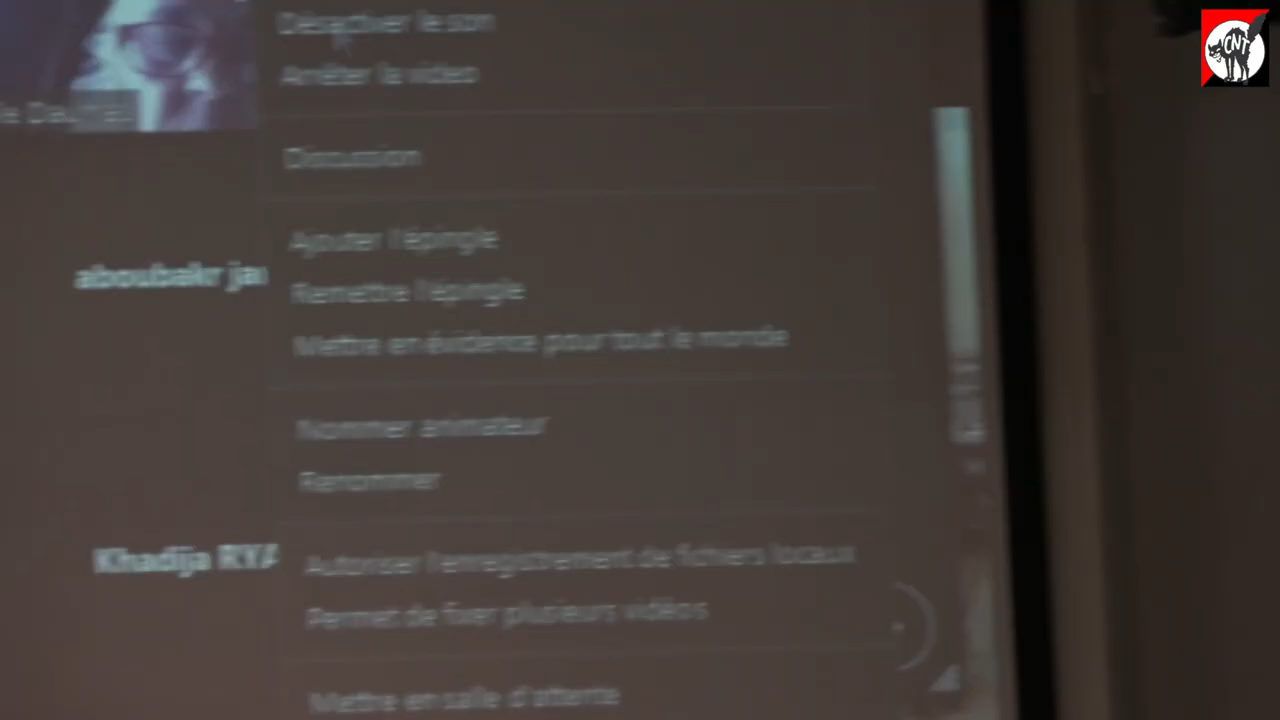 Désactiver le son
Arrêter la video
Discussion
aboubakr
Ajouter l'épingle
Remettre l'épingle
Mettre en évidence pour tout le monde
Nommer animateur
Renommer
Khadija RYA
Autoriser l'enregistrement de fichiers locaux
Permet de fixer plusieurs vidéos
Mettre en salle d'attente
CNT